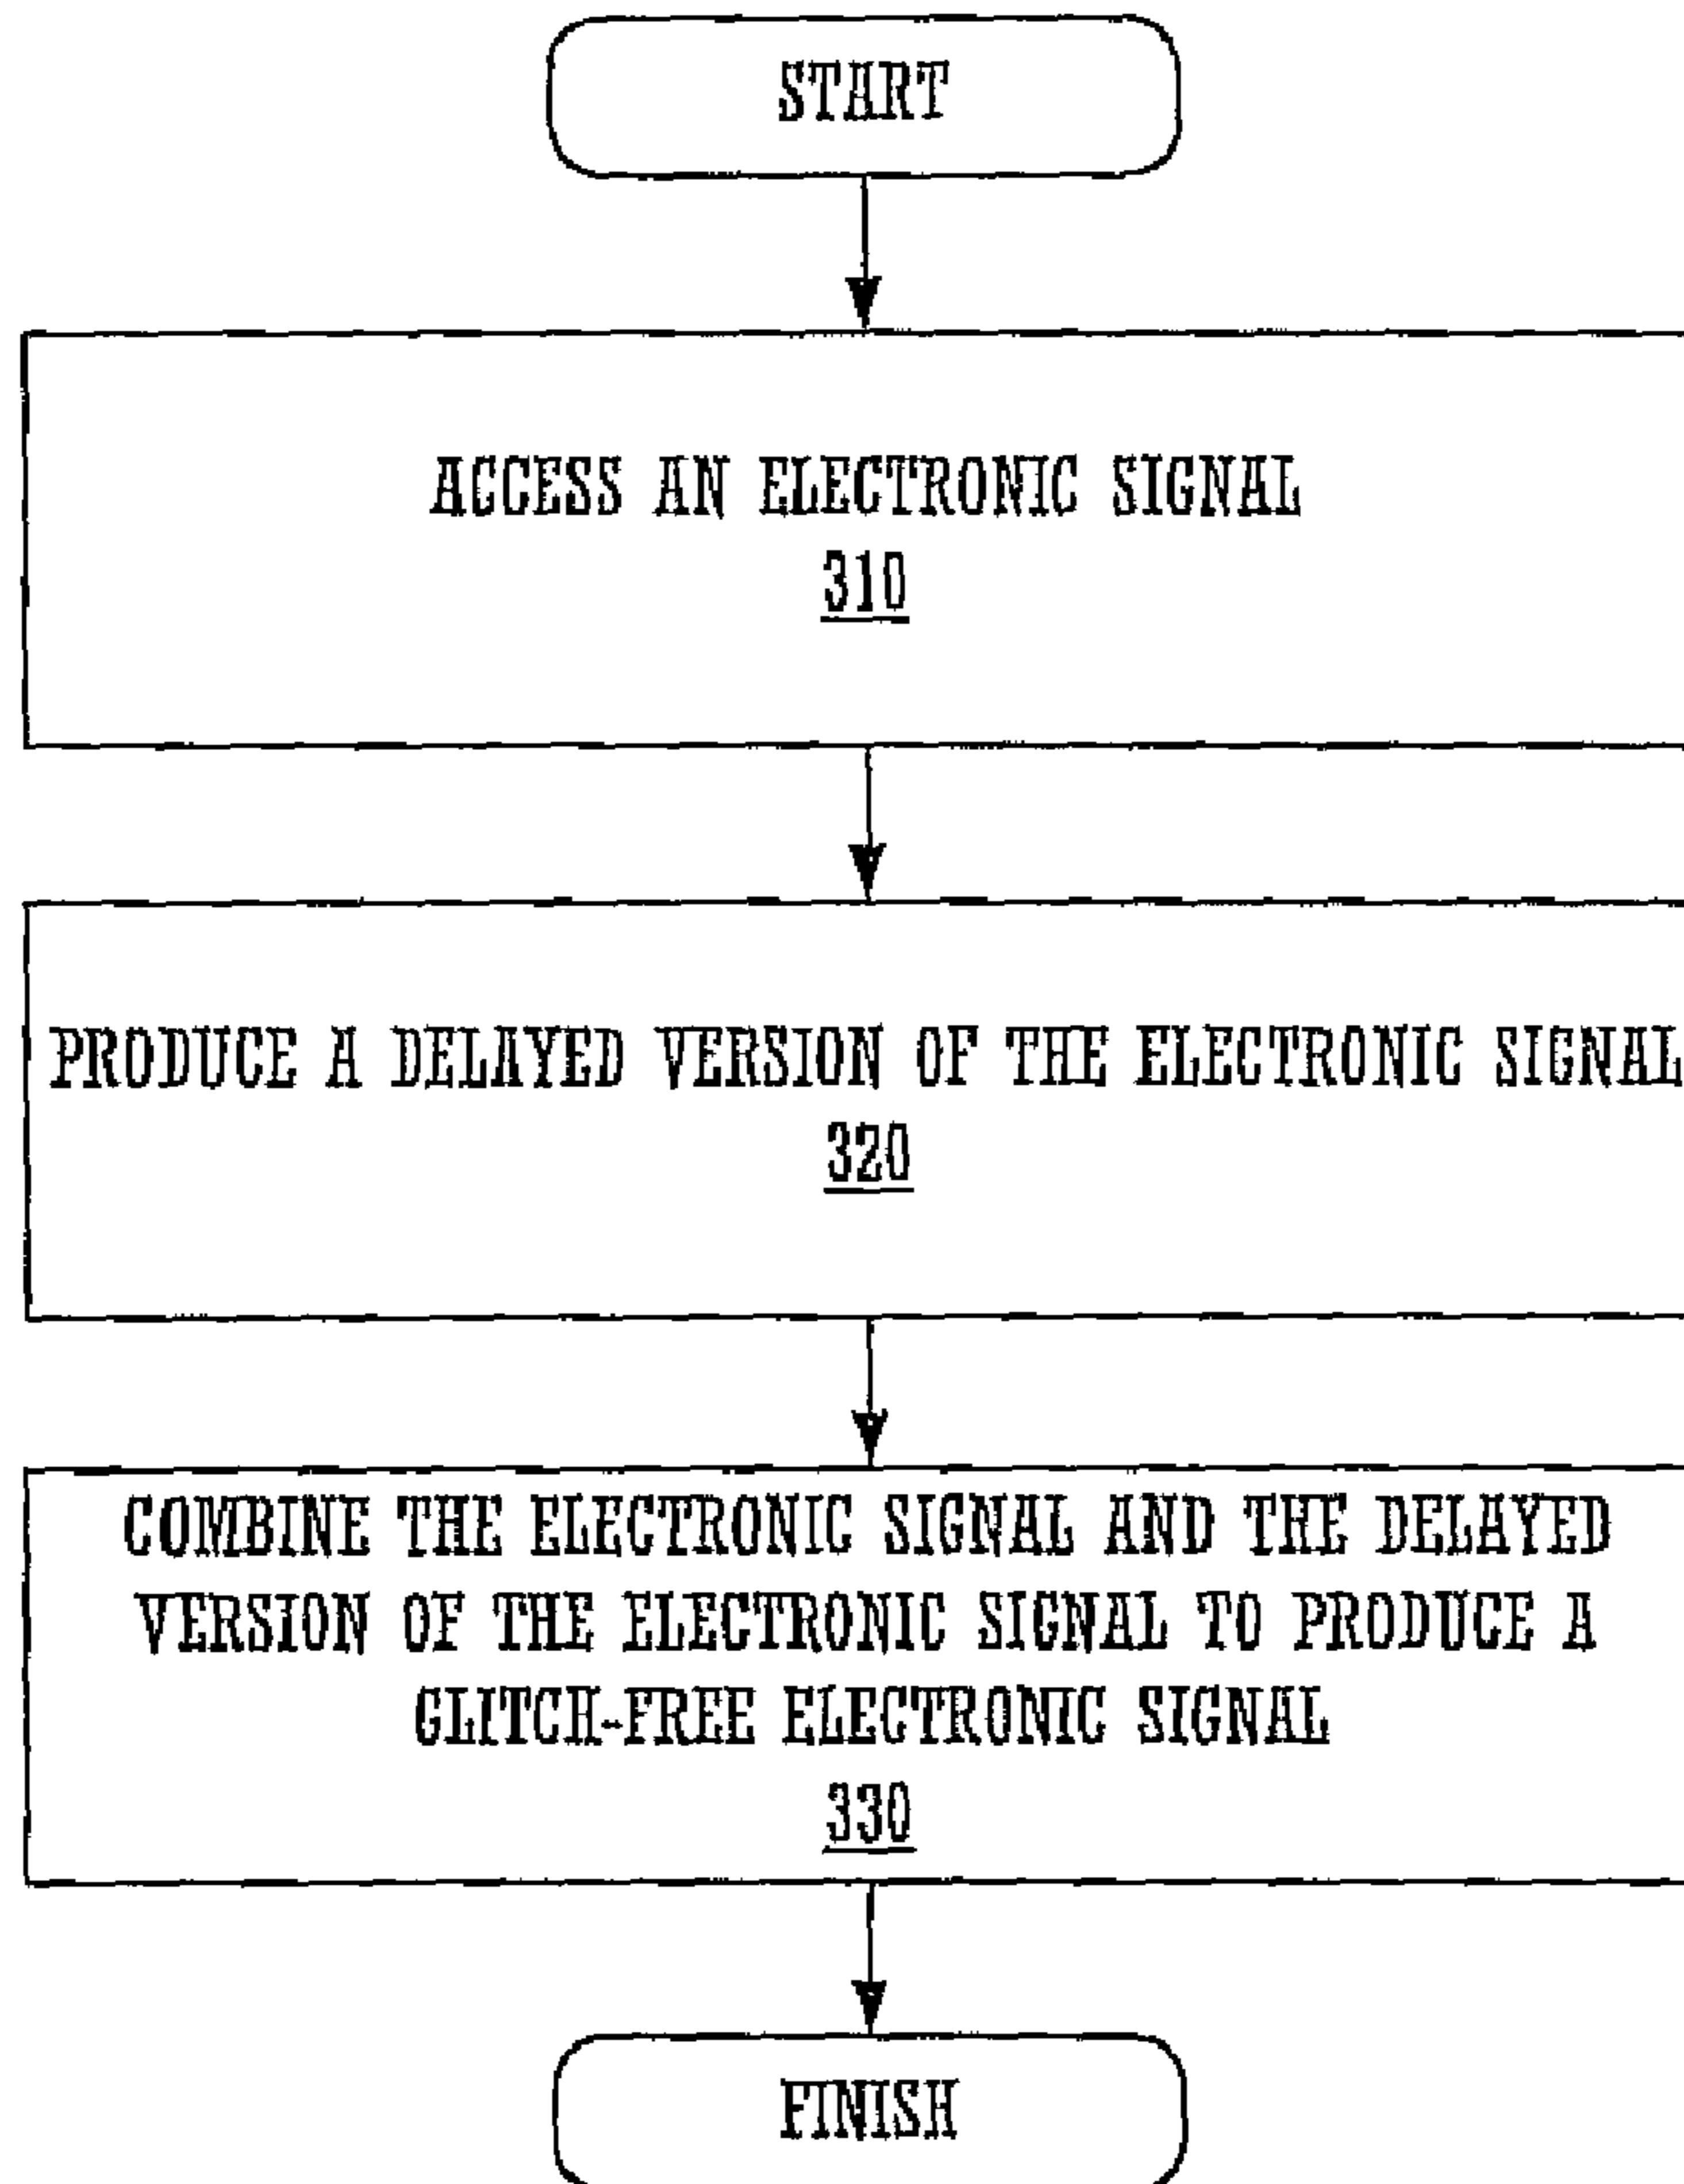 START
ACCESS AN ELECTRONIC SIGNAL
310
PRODUCE A DELAYED VERSION OF THE ELECTRONIC SIGNAL
320
COMBINE THE ELECTRONIC SIGNAL AND THE DELAYED
VERSION OF THE ELECTRONIC SIGNAL TO PRODUCE A
GLITCH-FREE ELECTRONIC SIGNAL
330
FINISH